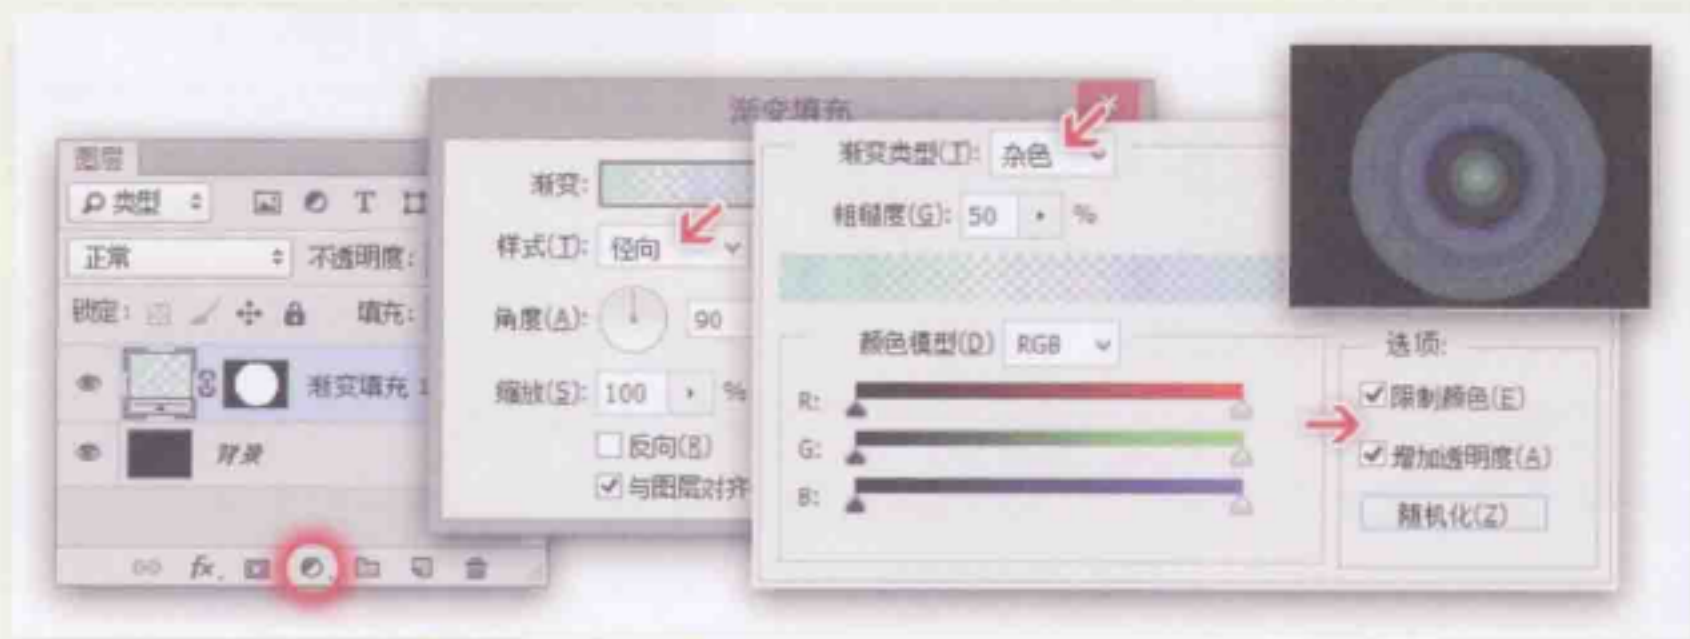 图层
类型
T
正常
不透明度:
锁定:
填充:
渐变填充 1
背景
fx.
渐变填充
渐变:
样式(T): 径向
角度(A): 90
缩放(S): 100 %
反向(R)
与图层对齐
渐变类型(T): 杂色
粗糙度(G): 50 %
颜色模型(D) RGB
R:
G:
B:
选项:
限制颜色(E)
增加透明度(A)
随机化(Z)